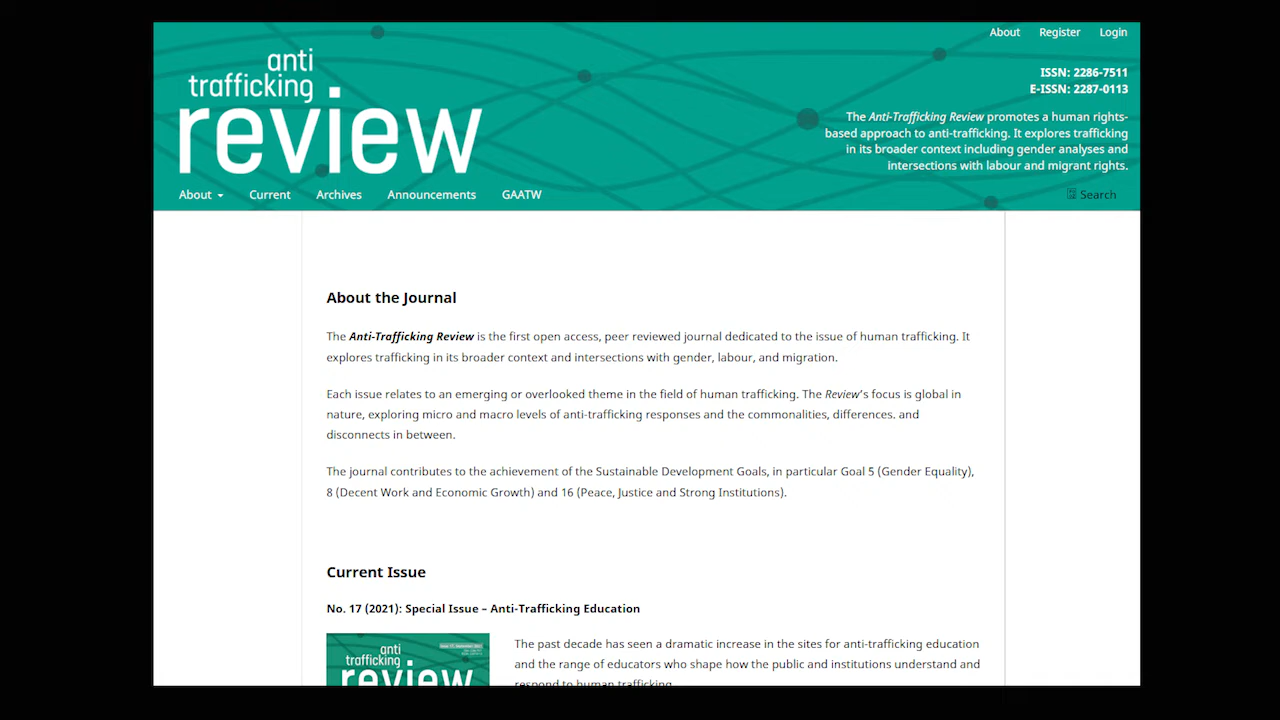 About Register Login
anti
trafficking
review
ISSN: 2286-7511
E-ISSN: 2287-0113
The Anti-Trafficking Review promotes a human rights-
based approach to anti-trafficking. It explores trafficking
in its broader context including gender analyses and
intersections with labour and migrant rights.
About Current Archives Announcements GAATW Search
About the Journal
The Anti-Trafficking Review is the first open access, peer reviewed journal dedicated to the issue of human trafficking. It
explores trafficking in its broader context and intersections with gender, labour, and migration.
Each issue relates to an emerging or overlooked theme in the field of human trafficking. The Review's focus is global in
nature, exploring micro and macro levels of anti-trafficking responses and the commonalities, differences. and
disconnects in between.
The journal contributes to the achievement of the Sustainable Development Goals, in particular Goal 5 (Gender Equality),
8 (Decent Work and Economic Growth) and 16 (Peace, Justice and Strong Institutions).
Current Issue
No. 17 (2021): Special Issue – Anti-Trafficking Education
anti
trafficking
review
The past decade has seen a dramatic increase in the sites for anti-trafficking education
and the range of educators who shape how the public and institutions understand and
respond to human trafficking.